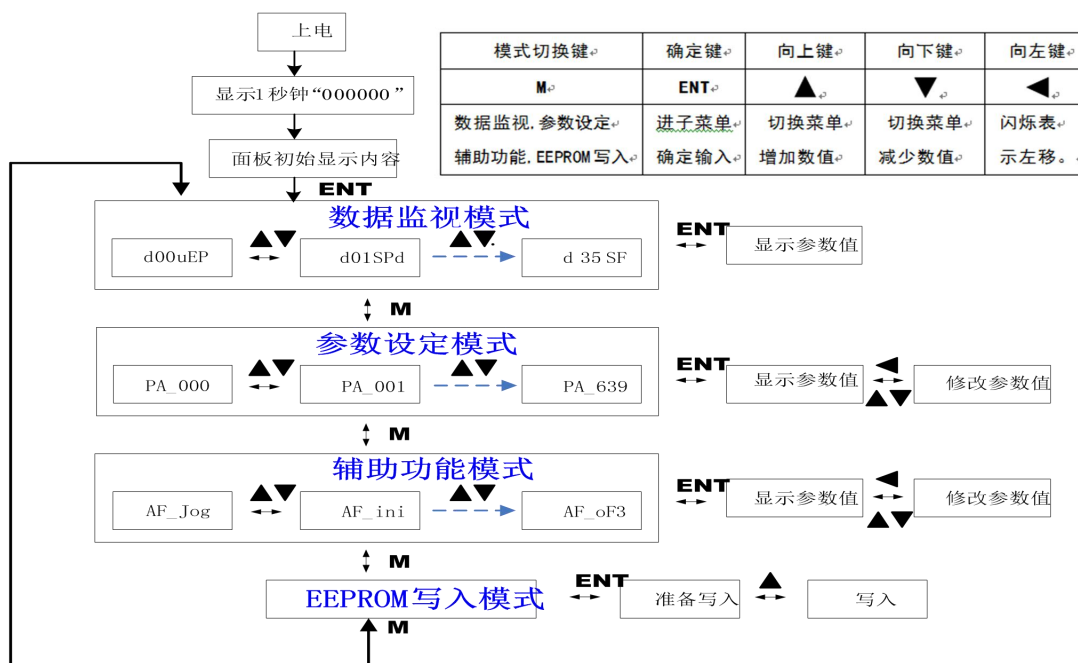 上电
显示1秒钟“000000”
面板初始显示内容
模式切换键 确定键 向上键 向下键 向左键
M ENT ▲ ▼ ◀
数据监视.参数设定 进子菜单 切换菜单 切换菜单 闪烁表
辅助功能.EEPROM写入 确定输入 增加数值 减少数值 示左移。
ENT
数据监视模式
d00uEP ▲▼ d01SPd ▲▼. d 35 SF ENT 显示参数值
M
参数设定模式
PA_000 ▲▼ PA_001 ▲▼ PA_639 ENT 显示参数值 ◀ ▲▼ 修改参数值
M
辅助功能模式
AF_Jog ▲▼ AF_ini ▲▼ AF_oF3 ENT 显示参数值 ◀ ▲▼ 修改参数值
M
EEPROM写入模式 ENT 准备写入 ▲ 写入
M